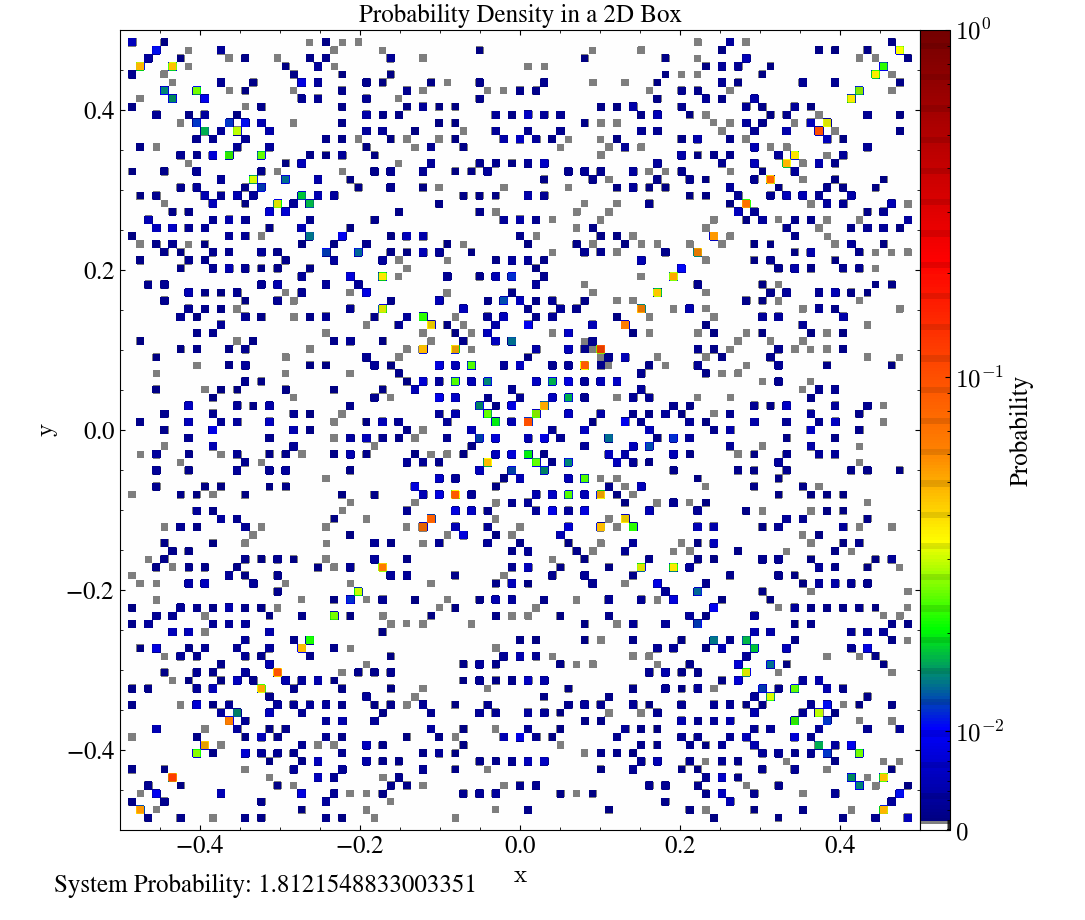 Probability Density in a 2D Box
10^0
10^−1
10^−2
0
Probability
y
0.4
0.2
0.0
−0.2
−0.4
−0.4 −0.2 0.0 0.2 0.4
x
System Probability: 1.8121548833003351